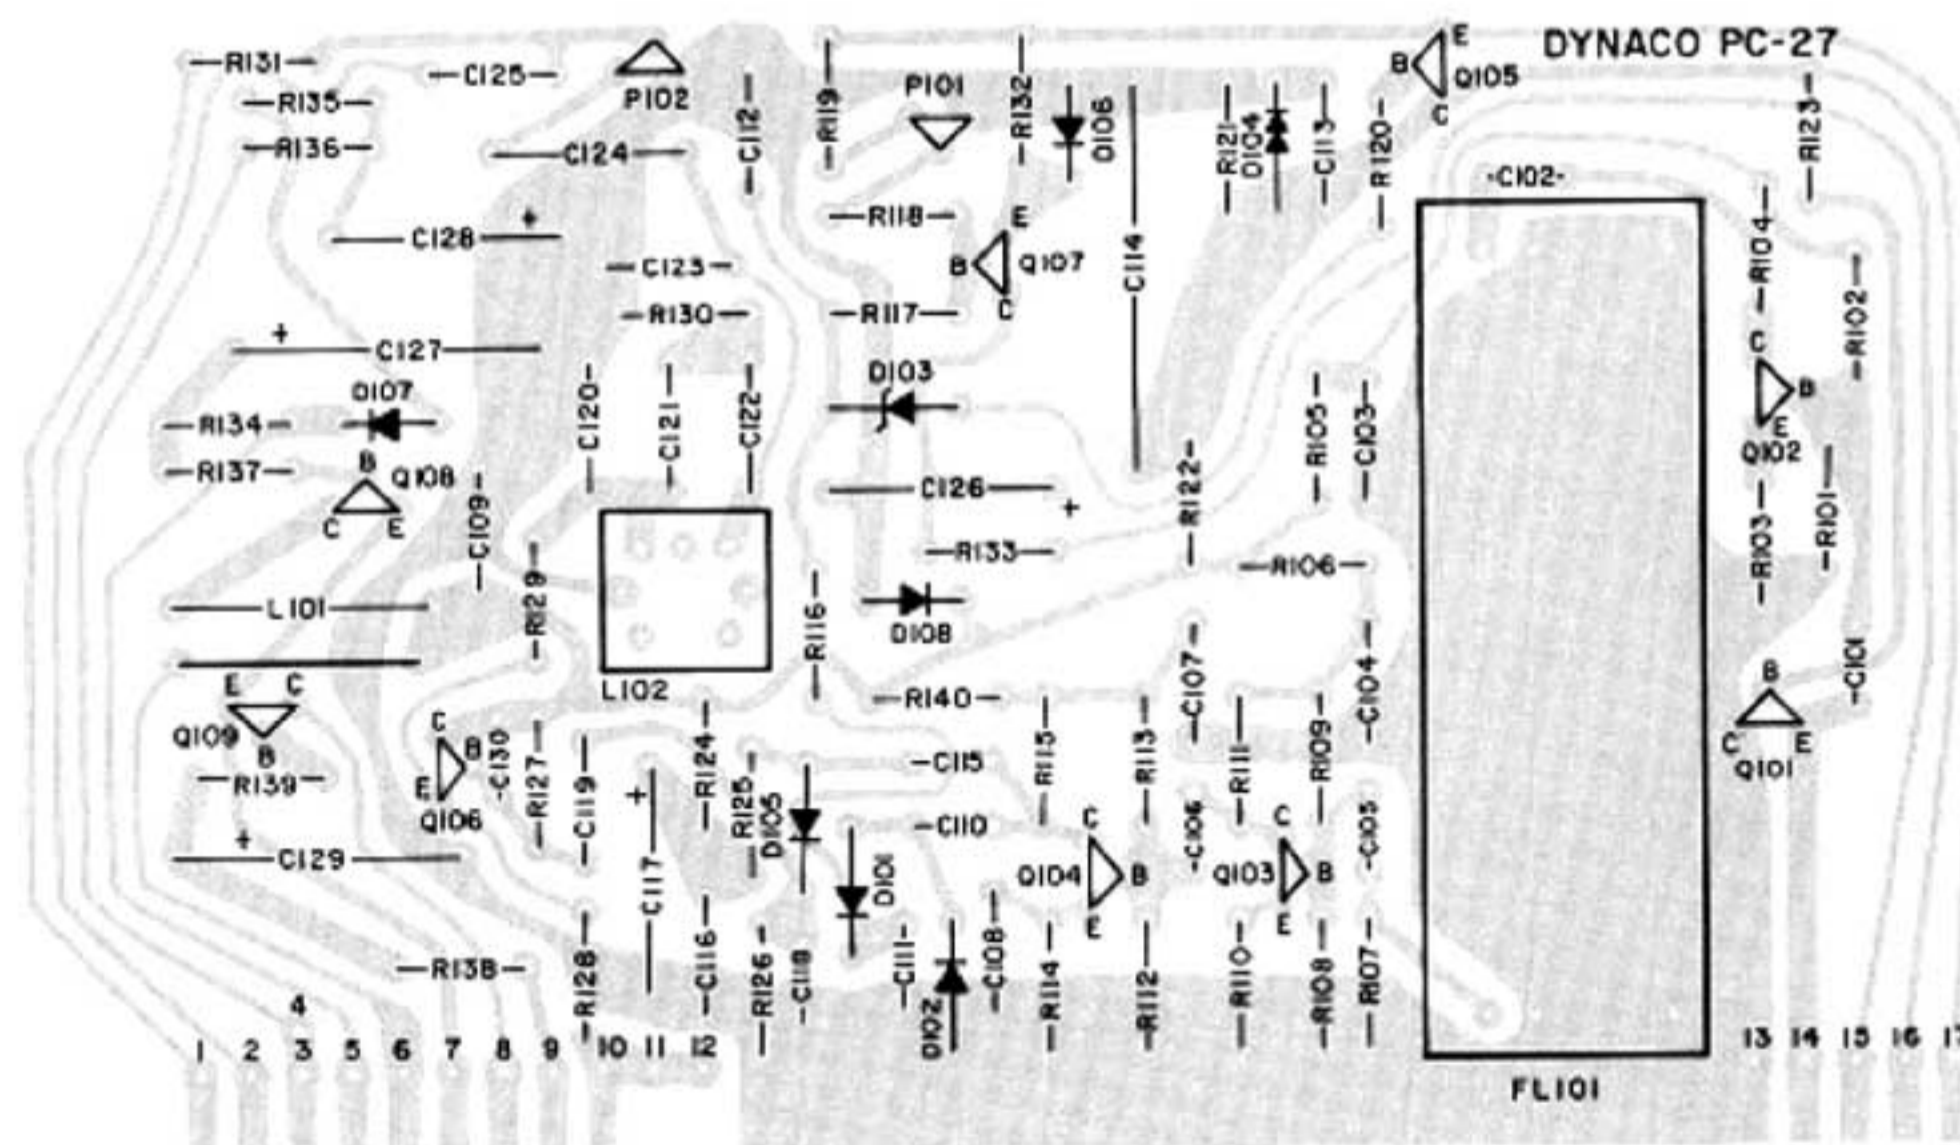 DYNACO PC-27
R131
C125
P102
P101
E
B
Q105
C
R135
R136
C124
C112
R119
R132
D106
R121
D104
C113
R120
R123
-C102-
C128
+
R118
E
B
Q107
C
C114
R104
C123
R130
R117
R102
+
C127
D107
D103
C
B
E
Q102
R134
C120
C121
C122
R105
C103
R137
B
Q108
C
E
C109
C126
+
R122
R103
R101
R133
R106
L101
R129
R116
D108
L102
R140
C107
C104
C101
E
C
Q109
B
R139
C
B
E
Q106
C130
R127
C119
+
C117
R124
R125
D105
C115
R115
R113
R111
R109
B
C
E
Q101
+
C129
D101
C110
C
Q104
B
E
C106
C
Q103
B
E
C105
R138
R128
C116
R126
C118
C111
D102
C108
R114
R112
R110
R108
R107
4
1 2 3 5 6 7 8 9 10 11 12
13 14 15 16 17
FL101